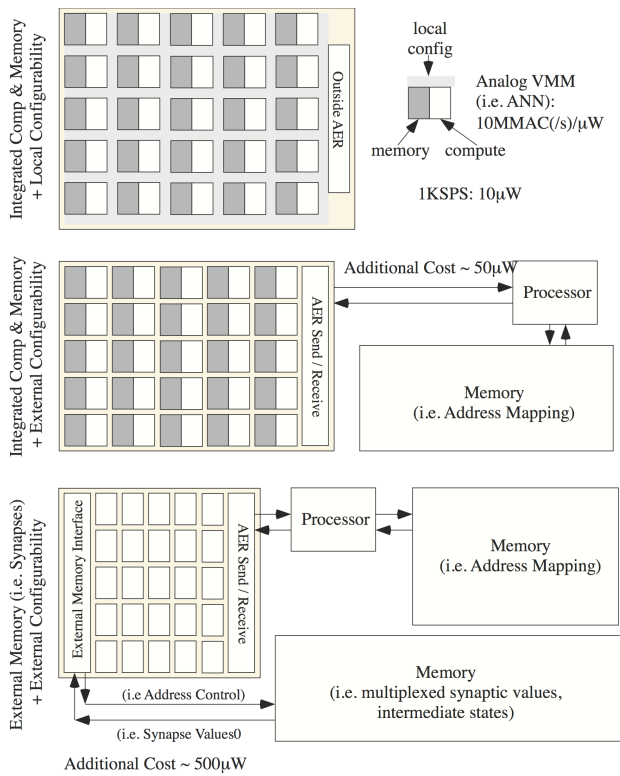 Integrated Comp & Memory
+ Local Configurability
Outside AER
local
config
memory
compute
Analog VMM
(i.e. ANN):
10MMAC(/s)/μW
1KSPS: 10μW
Integrated Comp & Memory
+ External Configurability
AER Send / Receive
Additional Cost ~ 50μW
Processor
Memory
(i.e. Address Mapping)
External Memory (i.e. Synapses)
+ External Configurability
External Memory Interface
AER Send / Receive
Processor
Memory
(i.e. Address Mapping)
(i.e Address Control)
(i.e. Synapse Values0
Memory
(i.e. multiplexed synaptic values,
intermediate states)
Additional Cost ~ 500μW